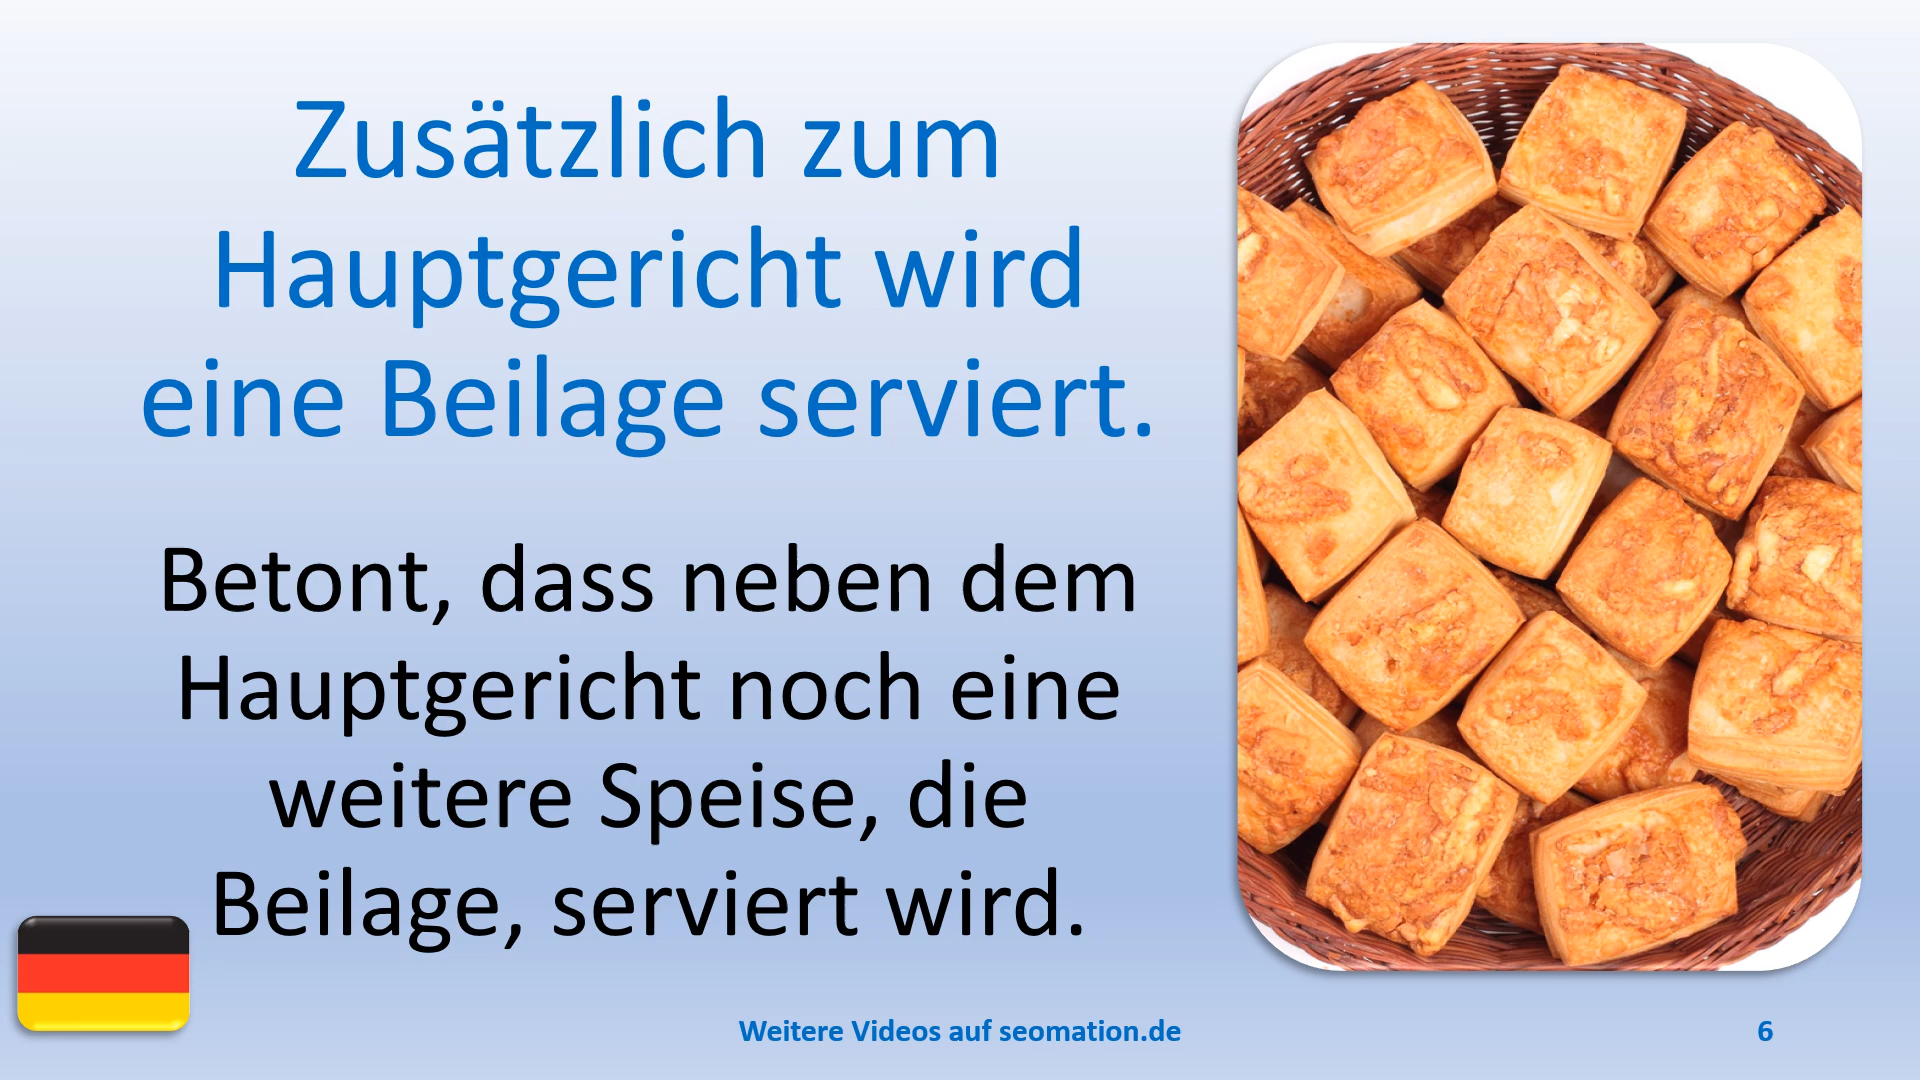 Zusätzlich zum
Hauptgericht wird
eine Beilage serviert.
Betont, dass neben dem
Hauptgericht noch eine
weitere Speise, die
Beilage, serviert wird.
Weitere Videos auf seomation.de
6